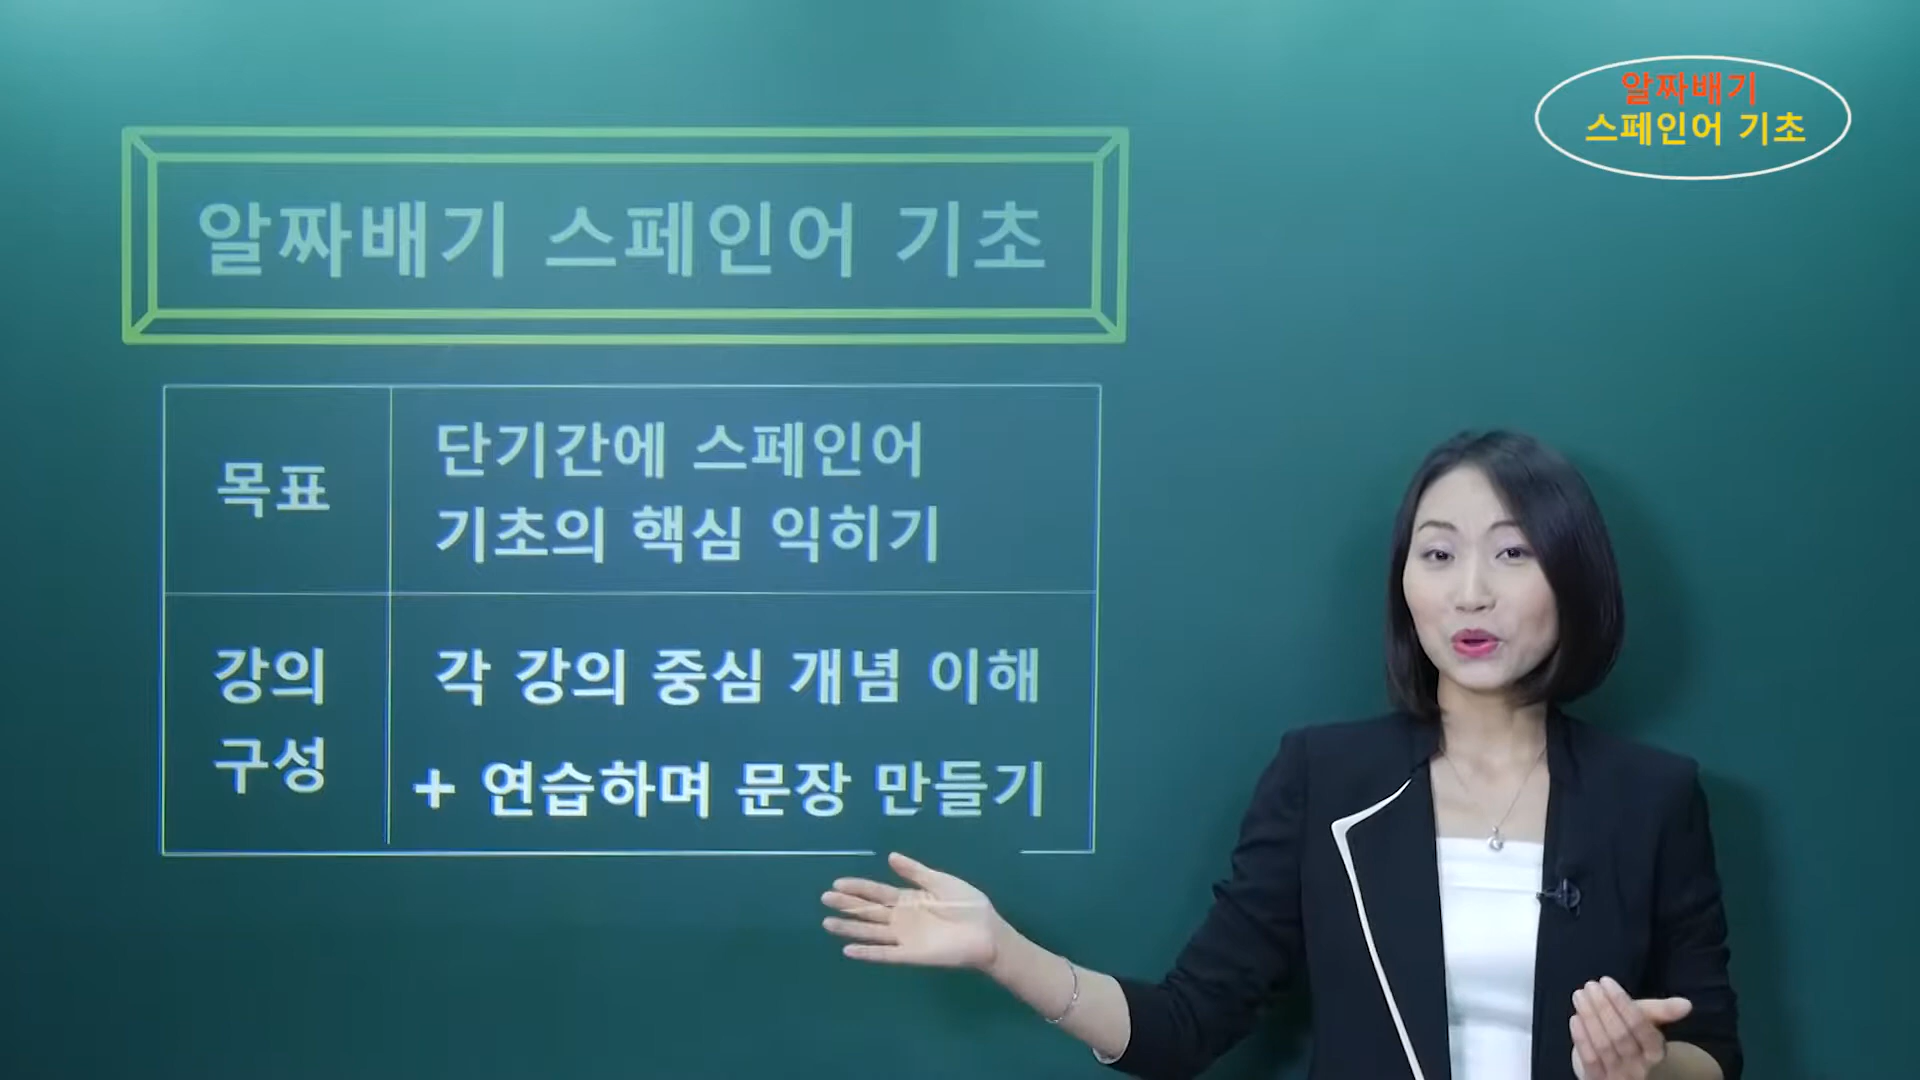 알짜배기
스페인어 기초
알짜배기 스페인어 기초
목표
단기간에 스페인어
기초의 핵심 익히기
강의
구성
각 강의 중심 개념 이해
+ 연습하며 문장 만들기